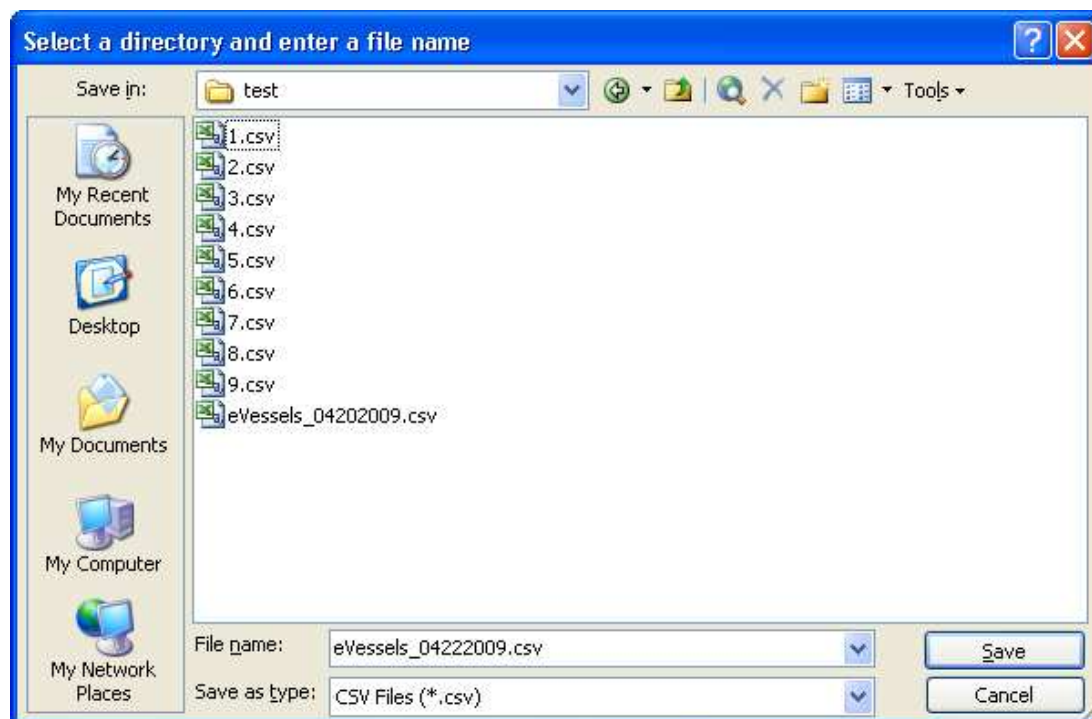 Select a directory and enter a file name
Save in:
test
Tools
My Recent
Documents
Desktop
My Documents
My Computer
My Network
Places
1.csv
2.csv
3.csv
4.csv
5.csv
6.csv
7.csv
8.csv
9.csv
eVessels_04202009.csv
File name:
eVessels_04222009.csv
Save
Save as type:
CSV Files (*.csv)
Cancel